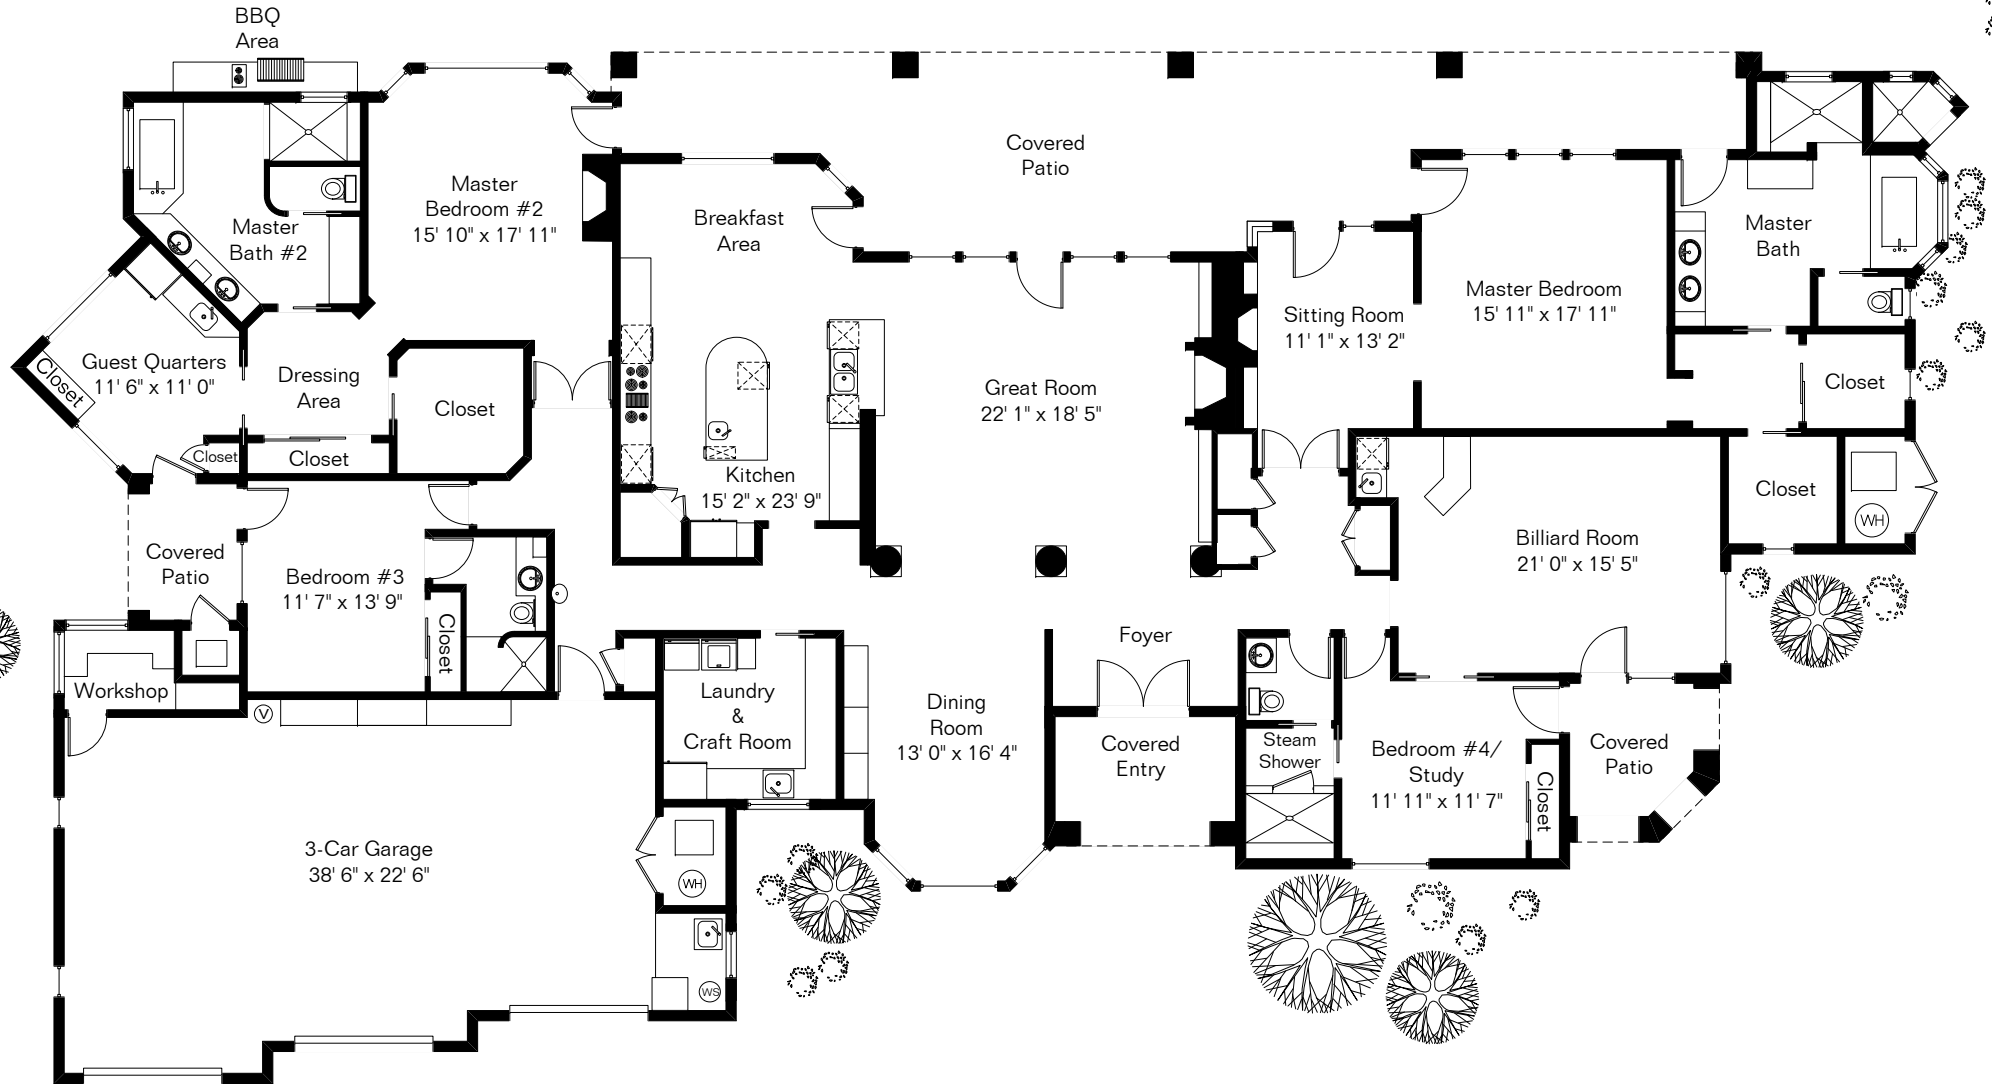 BBQ
Area
Covered
Patio
Master
Bedroom #2
15' 10" x 17' 11"
Breakfast
Area
Master
Bath #2
Master
Bath
Master Bedroom
15' 11" x 17' 11"
Sitting Room
11' 1" x 13' 2"
Guest Quarters
11' 6" x 11' 0"
Closet
Dressing
Area
Closet
Great Room
22' 1" x 18' 5"
Closet
Closet
Closet
Kitchen
15' 2" x 23' 9"
Closet
WH
Billiard Room
21' 0" x 15' 5"
Covered
Patio
Bedroom #3
11' 7" x 13' 9"
Closet
Foyer
Workshop
V
Laundry
&
Craft Room
Dining
Room
13' 0" x 16' 4"
Covered
Entry
Steam
Shower
Bedroom #4/
Study
11' 11" x 11' 7"
Closet
Covered
Patio
3-Car Garage
38' 6" x 22' 6"
WH
WS